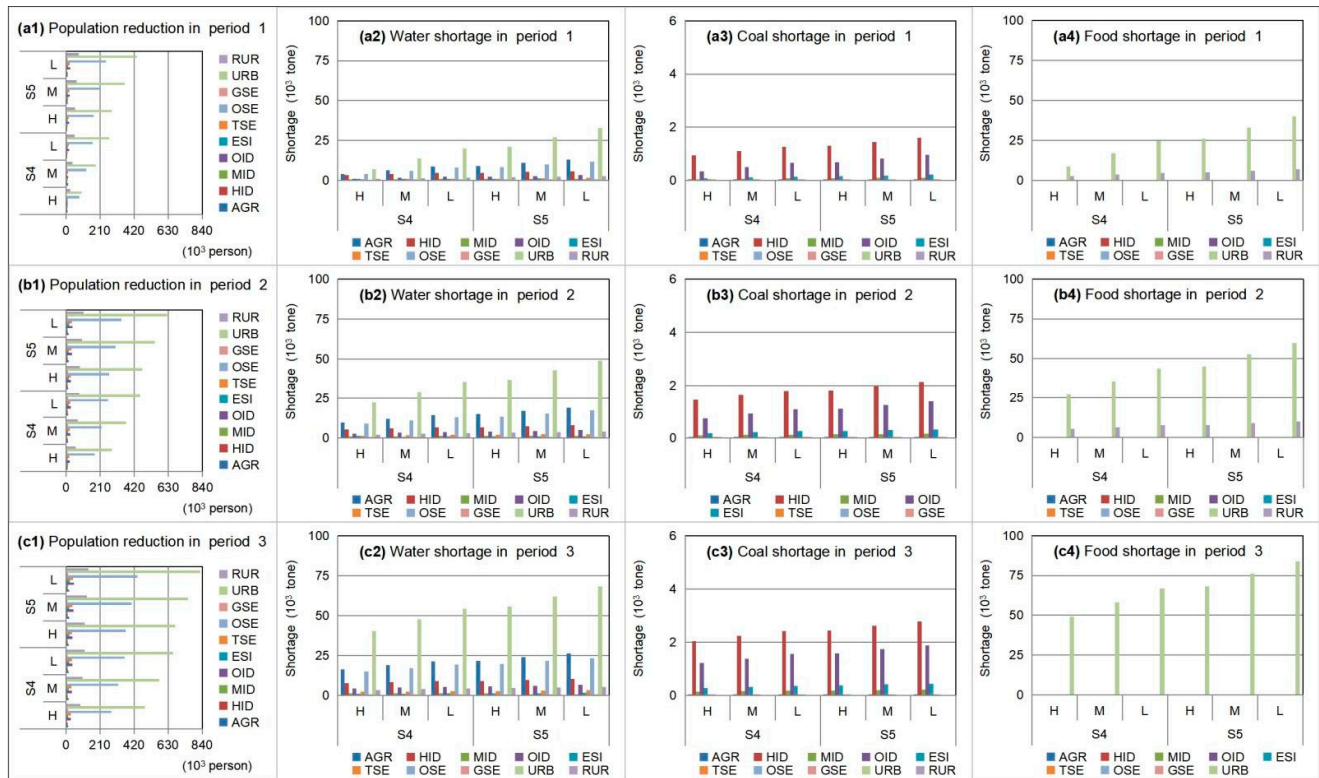 (a1) Population reduction in period 1
S5
L
M
H
S4
L
M
H
0 210 420 630 840
(10³ person)
RUR
URB
GSE
OSE
TSE
ESI
OID
MID
HID
AGR
(a2) Water shortage in period 1
Shortage (10³ tone)
100
75
50
25
0
H M L H M L
S4 S5
AGR HID MID OID ESI
TSE OSE GSE URB RUR
(a3) Coal shortage in period 1
Shortage (10³ tone)
6
4
2
0
H M L H M L
S4 S5
AGR HID MID OID ESI
TSE OSE GSE URB RUR
(a4) Food shortage in period 1
Shortage (10³ tone)
100
75
50
25
0
H M L H M L
S4 S5
AGR HID MID OID ESI
TSE OSE GSE URB RUR
(b1) Population reduction in period 2
S5
L
M
H
S4
L
M
H
0 210 420 630 840
(10³ person)
RUR
URB
GSE
OSE
TSE
ESI
OID
MID
HID
AGR
(b2) Water shortage in period 2
Shortage (10³ tone)
100
75
50
25
0
H M L H M L
S4 S5
AGR HID MID OID ESI
TSE OSE GSE URB RUR
(b3) Coal shortage in period 2
Shortage (10³ tone)
6
4
2
0
H M L H M L
S4 S5
AGR HID MID OID
ESI TSE OSE GSE
(b4) Food shortage in period 2
Shortage (10³ tone)
100
75
50
25
0
H M L H M L
S4 S5
AGR HID MID OID ESI
TSE OSE GSE URB RUR
(c1) Population reduction in period 3
S5
L
M
H
S4
L
M
H
0 210 420 630 840
(10³ person)
RUR
URB
GSE
OSE
TSE
ESI
OID
MID
HID
AGR
(c2) Water shortage in period 3
Shortage (10³ tone)
100
75
50
25
0
H M L H M L
S4 S5
AGR HID MID OID ESI
TSE OSE GSE URB RUR
(c3) Coal shortage in period 3
Shortage (10³ tone)
6
4
2
0
H M L H M L
S4 S5
AGR HID MID OID ESI
TSE OSE GSE URB RUR
(c4) Food shortage in period 3
Shortage (10³ tone)
100
75
50
25
0
H M L H M L
S4 S5
AGR HID MID OID ESI
TSE OSE GSE URB RUR